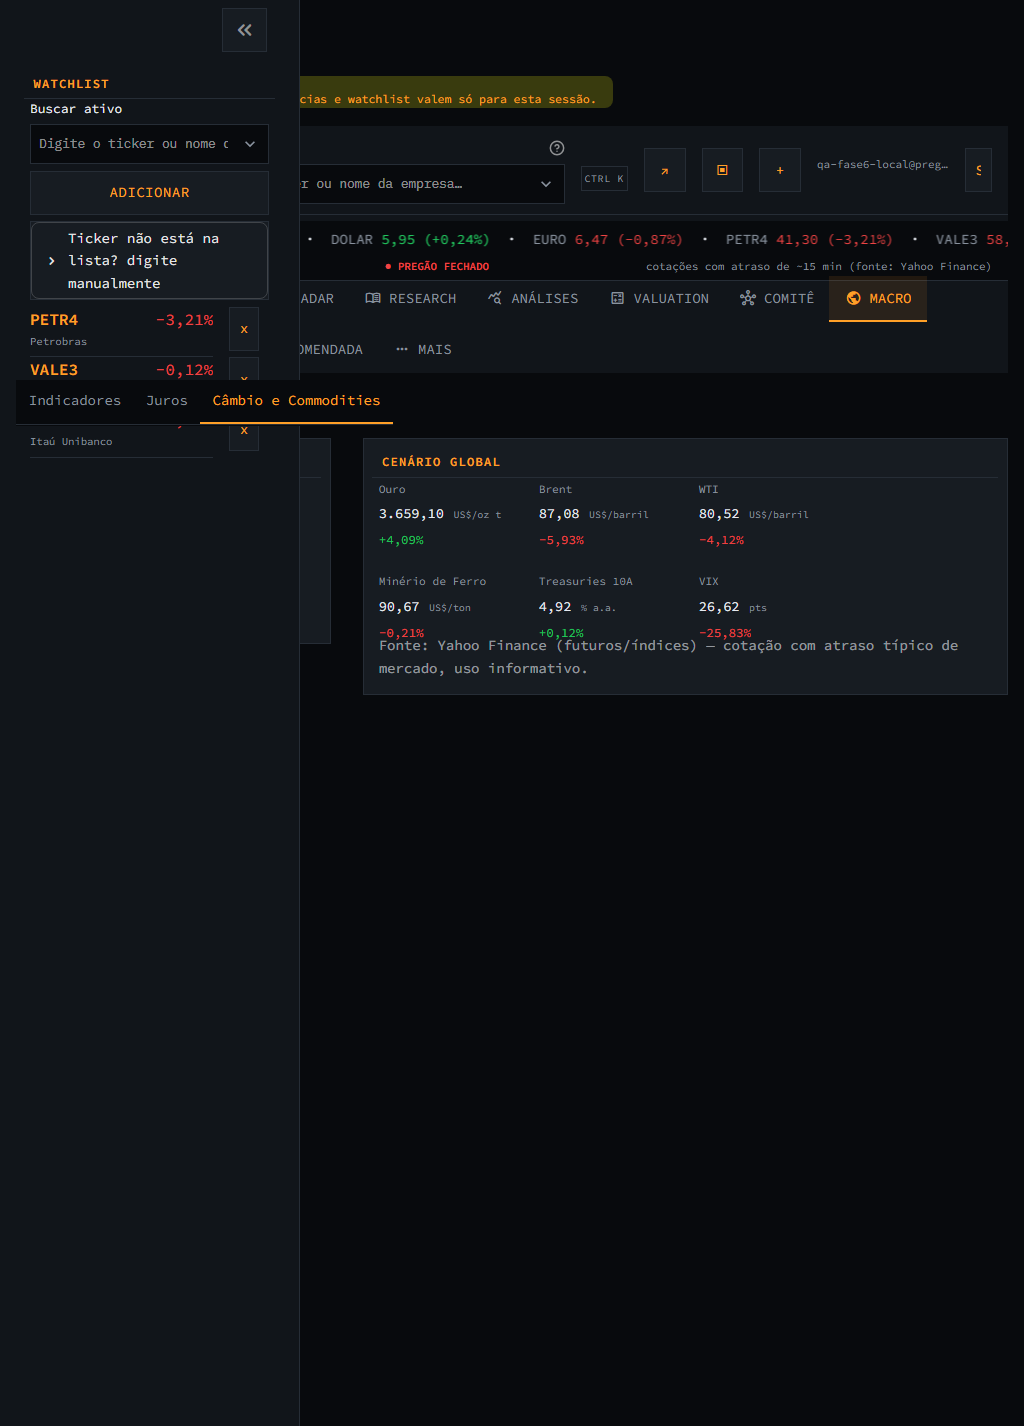 WATCHLIST
Buscar ativo
Digite o ticker ou nome
ADICIONAR
Ticker não está na
lista? digite
manualmente
PETR4 -3,21% x
Petrobras
VALE3 -0,12%
Indicadores Juros Câmbio e Commodities
x
Itaú Unibanco
cias e watchlist valem só para esta sessão.
r ou nome da empresa…
CTRL K
+
qa-fase6-local@preg…
• DOLAR 5,95 (+0,24%) • EURO 6,47 (-0,87%) • PETR4 41,30 (-3,21%) • VALE3 58,
● PREGÃO FECHADO
cotações com atraso de ~15 min (fonte: Yahoo Finance)
ADAR RESEARCH ANÁLISES VALUATION COMITÊ MACRO
OMENDADA MAIS
CENÁRIO GLOBAL
Ouro Brent WTI
3.659,10 US$/oz t 87,08 US$/barril 80,52 US$/barril
+4,09% -5,93% -4,12%
Minério de Ferro Treasuries 10A VIX
90,67 US$/ton 4,92 % a.a. 26,62 pts
-0,21% +0,12% -25,83%
Fonte: Yahoo Finance (futuros/índices) — cotação com atraso típico de
mercado, uso informativo.